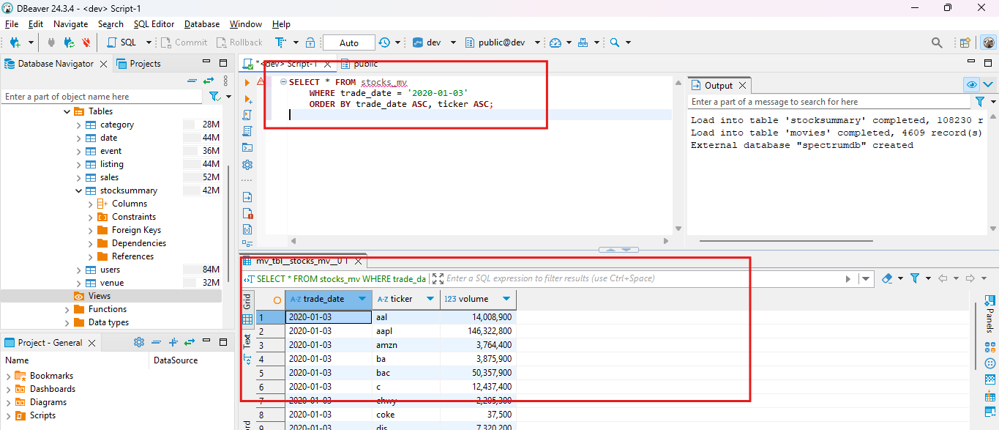 DBeaver 24.3.4 - <dev> Script-1
File Edit Navigate Search SQL Editor Database Window Help
SQL Commit Rollback Auto dev public@dev
Database Navigator Projects
Enter a part of object name here
Tables
category 28M
date 44M
event 36M
listing 44M
sales 52M
stocksummary 42M
Columns
Constraints
Foreign Keys
Dependencies
References
users 84M
venue 32M
Views
Functions
Data types
Project - General
Name DataSource
Bookmarks
Dashboards
Diagrams
Scripts
*<dev> Script-1 public
SELECT * FROM stocks_mv
WHERE trade_date = '2020-01-03'
ORDER BY trade_date ASC, ticker ASC;
Output
Enter a part of a message to search for here
Load into table 'stocksummary' completed, 108230 r
Load into table 'movies' completed, 4609 record(s)
External database "spectrumdb" created
mv_tbl__stocks_mv__0 1
SELECT * FROM stocks_mv WHERE trade_da Enter a SQL expression to filter results (use Ctrl+Space)
Grid
Text
A-Z trade_date A-Z ticker 123 volume
1 2020-01-03 aal 14,008,900
2 2020-01-03 aapl 146,322,800
3 2020-01-03 amzn 3,764,400
4 2020-01-03 ba 3,875,900
5 2020-01-03 bac 50,357,900
6 2020-01-03 c 12,437,400
7 2020-01-03 chwy 2,205,300
8 2020-01-03 coke 37,500
9 2020-01-03 dis 7,320,200
Panels